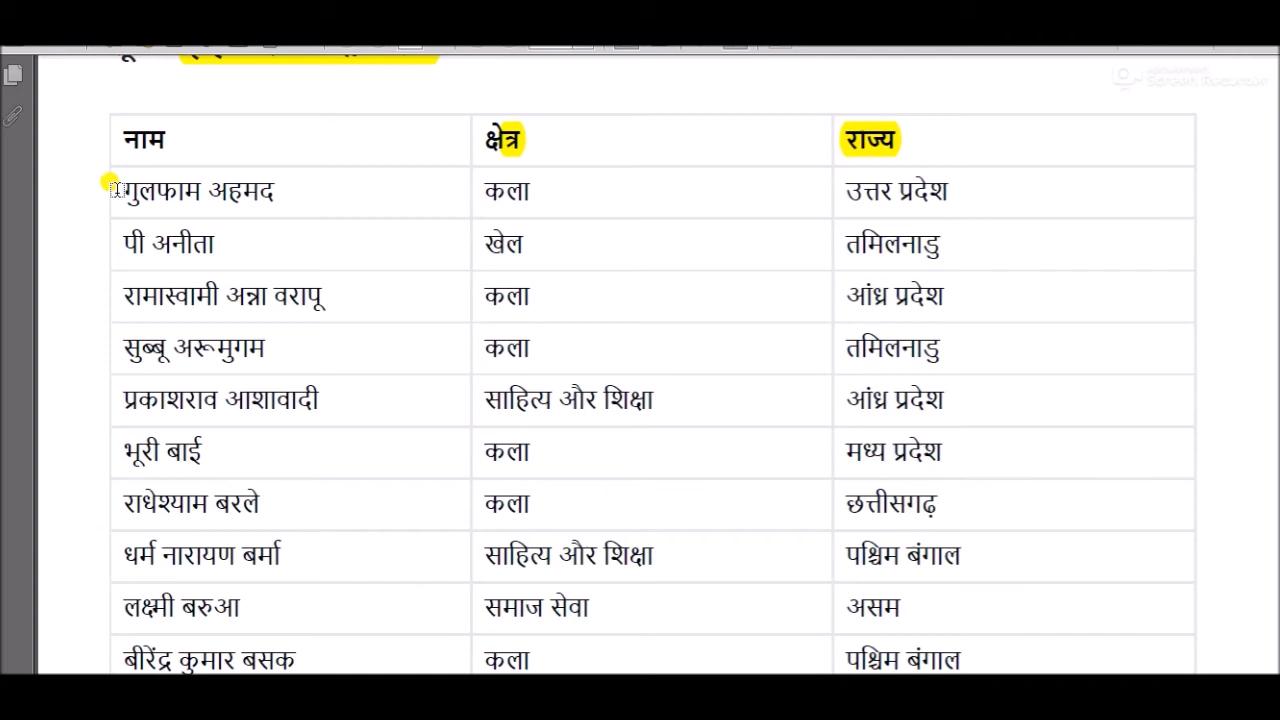 नाम क्षेत्र राज्य
गुलफाम अहमद कला उत्तर प्रदेश
पी अनीता खेल तमिलनाडु
रामास्वामी अन्ना वरापू कला आंध्र प्रदेश
सुब्बू अरूमुगम कला तमिलनाडु
प्रकाशराव आशावादी साहित्य और शिक्षा आंध्र प्रदेश
भूरी बाई कला मध्य प्रदेश
राधेश्याम बरले कला छत्तीसगढ़
धर्म नारायण बर्मा साहित्य और शिक्षा पश्चिम बंगाल
लक्ष्मी बरुआ समाज सेवा असम
बीरेंद्र कुमार बसक कला पश्चिम बंगाल